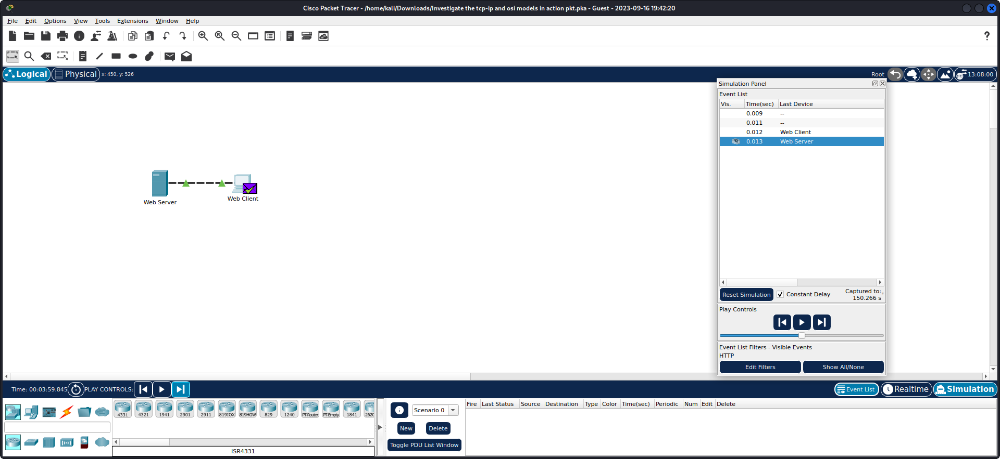 Cisco Packet Tracer - /home/kali/Downloads/Investigate the tcp-ip and osi models in action pkt.pka - Guest - 2023-09-16 19:42:20
File Edit Options View Tools Extensions Window Help
?
Logical Physical x: 450, y: 526 Root 13:08:00
Simulation Panel
Event List
Vis. Time(sec) Last Device
0.009 --
0.011 --
0.012 Web Client
0.013 Web Server
Web Server
Web Client
Reset Simulation Constant Delay Captured to:
150.266 s
Play Controls
Event List Filters - Visible Events
HTTP
Edit Filters Show All/None
Time: 00:03:59.845 PLAY CONTROLS: Event List Realtime Simulation
4331 4321 1941 2901 2911 819IOX 819HGW 829 1240 PT-Router PT-Empty 1841 262
ISR4331
Scenario 0
New Delete
Toggle PDU List Window
Fire Last Status Source Destination Type Color Time(sec) Periodic Num Edit Delete